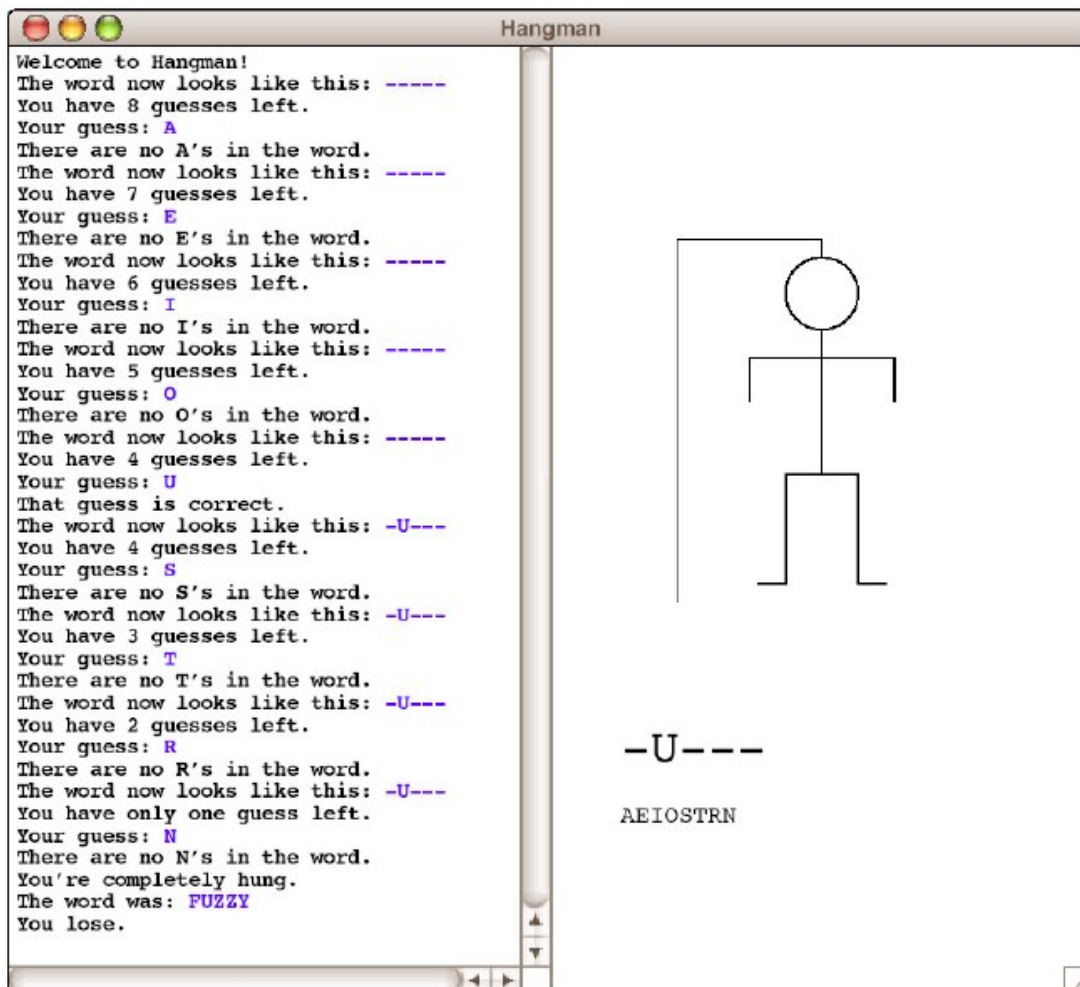 Hangman
Welcome to Hangman!
The word now looks like this: -----
You have 8 guesses left.
Your guess: A
There are no A's in the word.
The word now looks like this: -----
You have 7 guesses left.
Your guess: E
There are no E's in the word.
The word now looks like this: -----
You have 6 guesses left.
Your guess: I
There are no I's in the word.
The word now looks like this: -----
You have 5 guesses left.
Your guess: O
There are no O's in the word.
The word now looks like this: -----
You have 4 guesses left.
Your guess: U
That guess is correct.
The word now looks like this: -U---
You have 4 guesses left.
Your guess: S
There are no S's in the word.
The word now looks like this: -U---
You have 3 guesses left.
Your guess: T
There are no T's in the word.
The word now looks like this: -U---
You have 2 guesses left.
Your guess: R
There are no R's in the word.
The word now looks like this: -U---
You have only one guess left.
Your guess: N
There are no N's in the word.
You're completely hung.
The word was: FUZZY
You lose.
-U---
AEIOSTRN